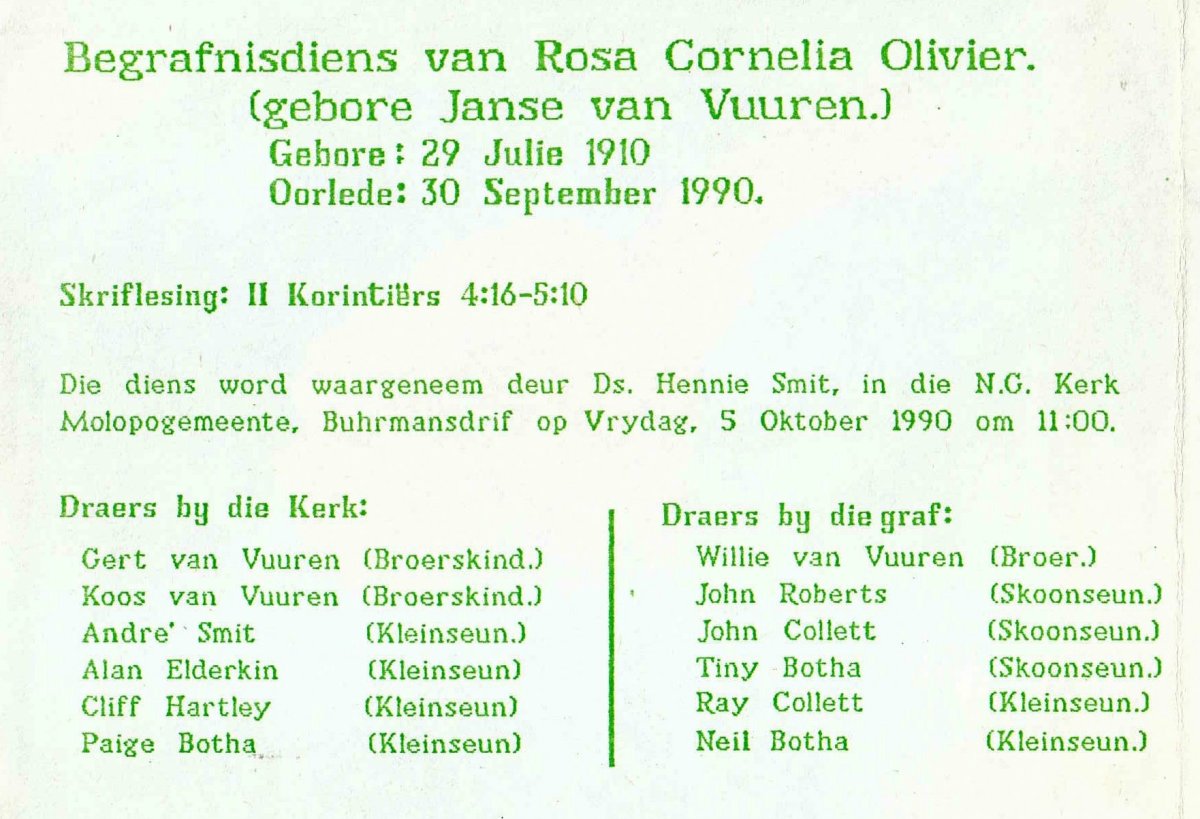 Begrafnisdiens van Rosa Cornelia Olivier.
(gebore Janse van Vuuren.)
Gebore: 29 Julie 1910
Oorlede: 30 September 1990.
Skriflesing: II Korintiërs 4:16-5:10
Die diens word waargeneem deur Ds. Hennie Smit, in die N.G. Kerk
Molopogemeente, Buhrmansdrif op Vrydag, 5 Oktober 1990 om 11:00.
Draers by die Kerk:
Gert van Vuuren (Broerskind.)
Koos van Vuuren (Broerskind.)
Andre' Smit (Kleinseun.)
Alan Elderkin (Kleinseun)
Cliff Hartley (Kleinseun)
Paige Botha (Kleinseun)
Draers by die graf:
Willie van Vuuren (Broer.)
John Roberts (Skoonseun.)
John Collett (Skoonseun.)
Tiny Botha (Skoonseun.)
Ray Collett (Kleinseun.)
Neil Botha (Kleinseun.)